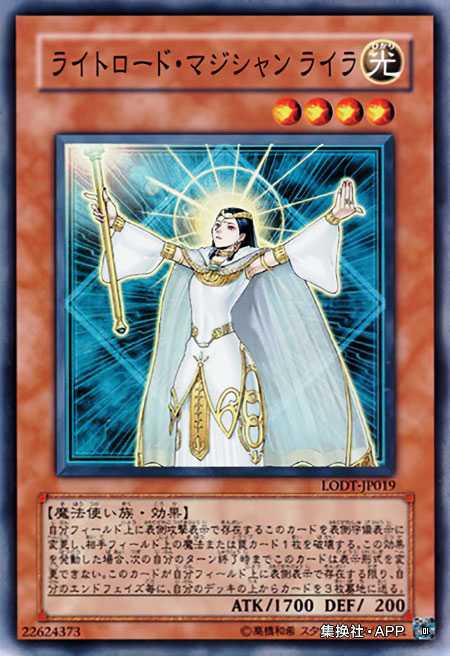 ライトロード・マジシャン ライラ
光
LODT-JP019
【魔法使い族・効果】
自分フィールド上に表側攻撃表示で存在するこのカードを表側守備表示に
変更し、相手フィールド上の魔法または罠カード1枚を破壊する。この効果
を発動した場合、次の自分のターン終了時までこのカードは表示形式を
変更できない。このカードが自分フィールド上に表側表示で存在する限り、自
分のエンドフェイズ毎に、自分のデッキの上からカードを3枚墓地に送る。
ATK/1700 DEF/ 200
22624373 ©高橋和希 スタ 集英社・APP